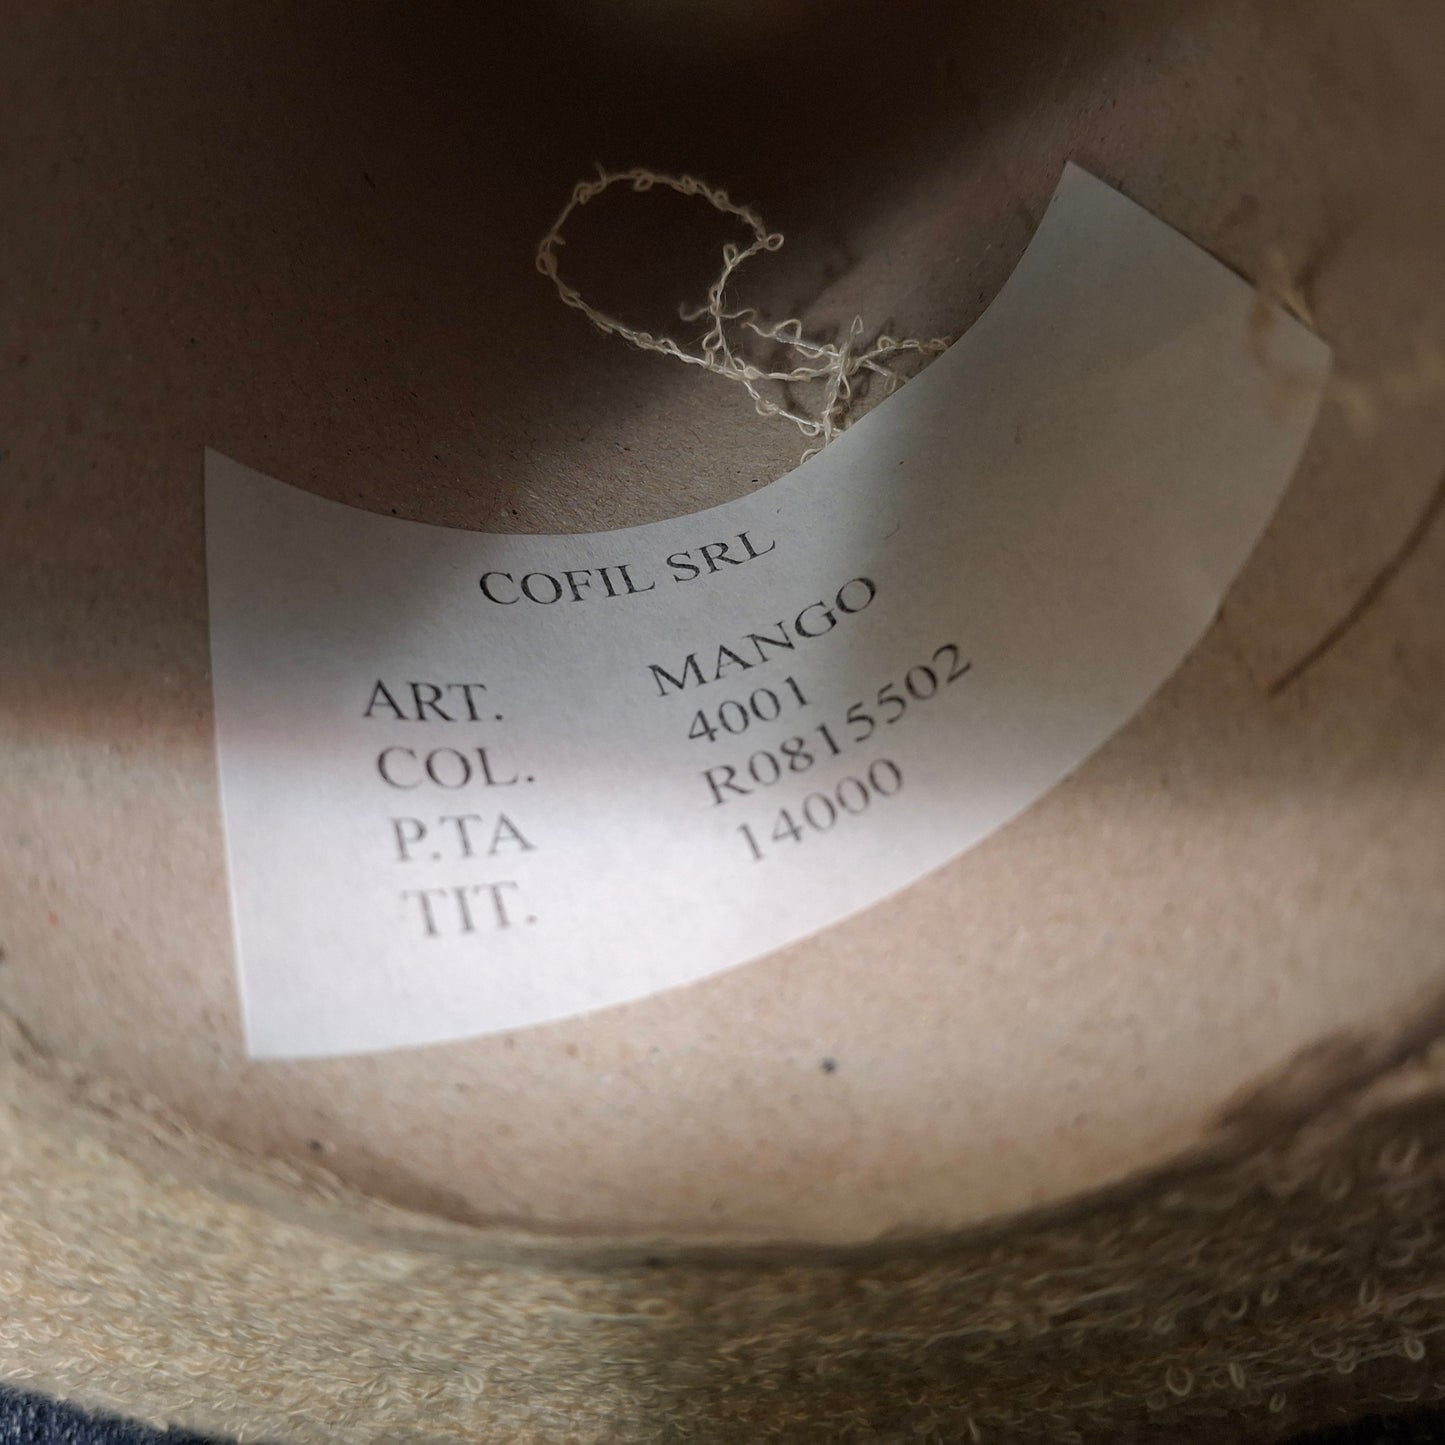 COFIL SRL
ART. MANGO
COL. 4001
P.TA R0815502
TIT. 14000